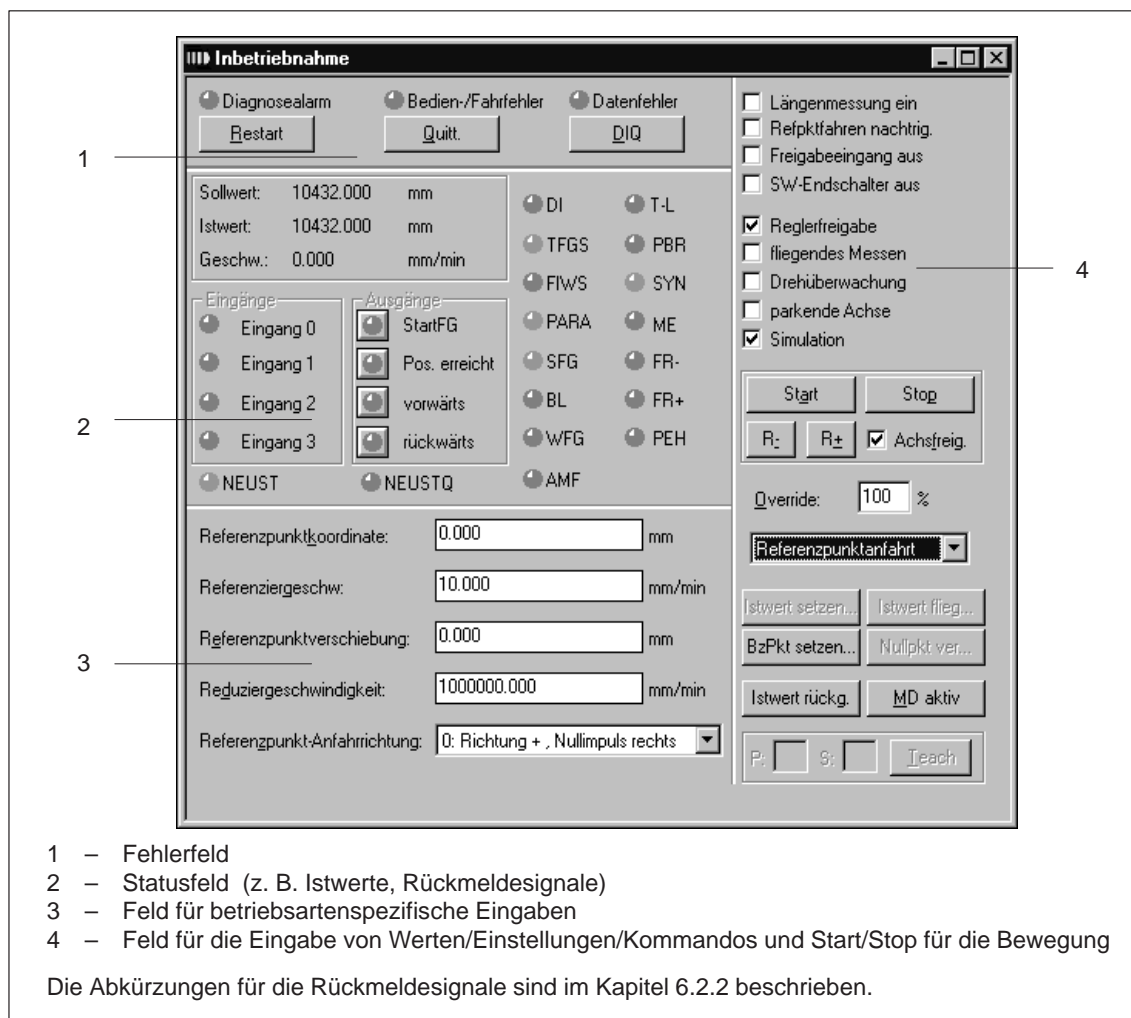 Inbetriebnahme
Diagnosealarm Bedien-/Fahrfehler Datenfehler
Restart Quitt. DIQ
1
Sollwert: 10432.000 mm
Istwert: 10432.000 mm
Geschw.: 0.000 mm/min
Eingänge
Eingang 0
Eingang 1
Eingang 2
Eingang 3
Ausgänge
StartFG
Pos. erreicht
vorwärts
rückwärts
2
NEUST NEUSTQ
DI T-L
TFGS PBR
FIWS SYN
PARA ME
SFG FR-
BL FR+
WFG PEH
AMF
Referenzpunktkoordinate: 0.000 mm
Referenziergeschw: 10.000 mm/min
Referenzpunktverschiebung: 0.000 mm
3
Reduziergeschwindigkeit: 1000000.000 mm/min
Referenzpunkt-Anfahrrichtung: 0: Richtung + , Nullimpuls rechts
Längenmessung ein
Refpktfahren nachtrig.
Freigabeeingang aus
SW-Endschalter aus
Reglerfreigabe
fliegendes Messen
4
Drehüberwachung
parkende Achse
Simulation
Start Stop
R- R+ Achsfreig.
Override: 100 %
Referenzpunktanfahrt
Istwert setzen... Istwert flieg...
BzPkt setzen... Nullpkt ver...
Istwert rückg. MD aktiv
P: S: Teach
1 – Fehlerfeld
2 – Statusfeld (z. B. Istwerte, Rückmeldesignale)
3 – Feld für betriebsartenspezifische Eingaben
4 – Feld für die Eingabe von Werten/Einstellungen/Kommandos und Start/Stop für die Bewegung
Die Abkürzungen für die Rückmeldesignale sind im Kapitel 6.2.2 beschrieben.